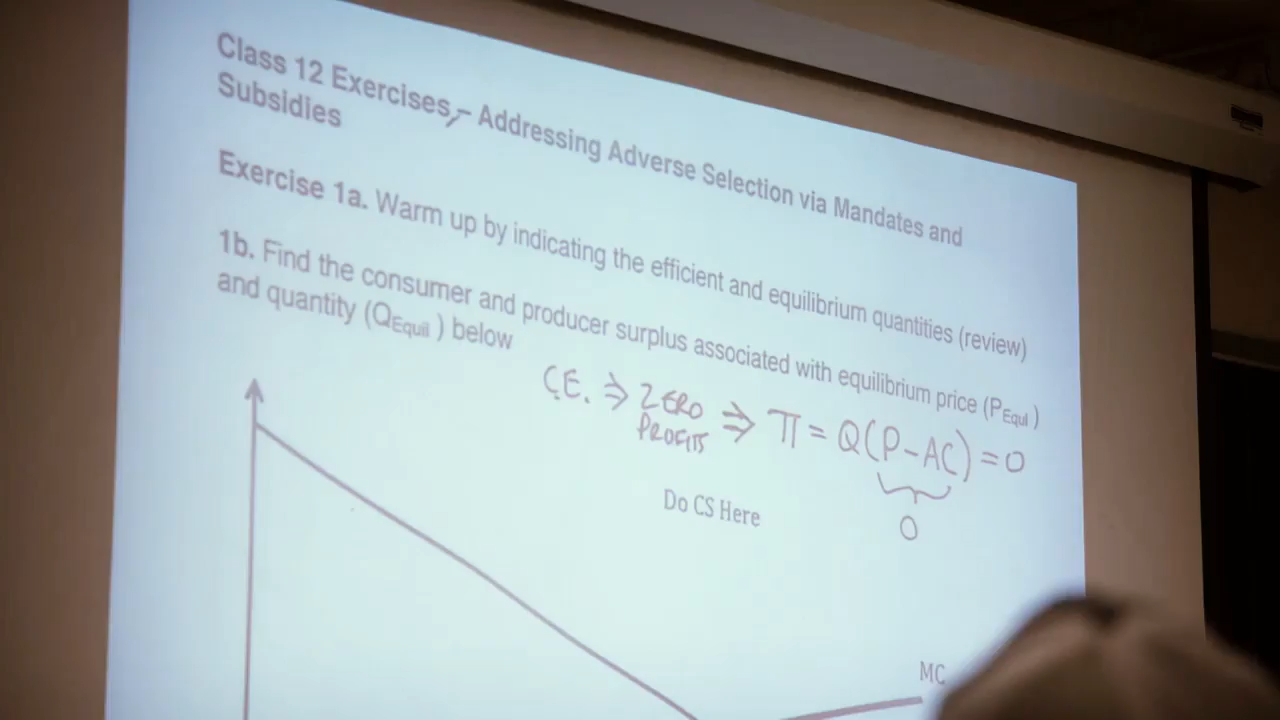 Class 12 Exercises,– Addressing Adverse Selection via Mandates and
Subsidies
Exercise 1a. Warm up by indicating the efficient and equilibrium quantities (review)
1b. Find the consumer and producer surplus associated with equilibrium price (PEqui )
and quantity (QEquil ) below
C.E. ⇒ ZERO PROFITS ⇒ π = Q(P-AC) = 0
0
Do CS Here
MC